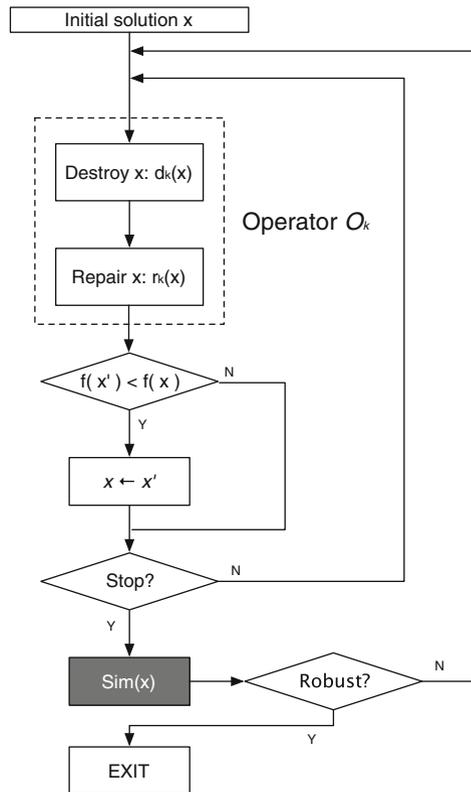 Initial solution x
Destroy x: dₖ(x)
Operator Oₖ
Repair x: rₖ(x)
f( x' ) < f( x )
N
Y
x ← x'
Stop?
N
Y
Sim(x)
Robust?
N
Y
EXIT